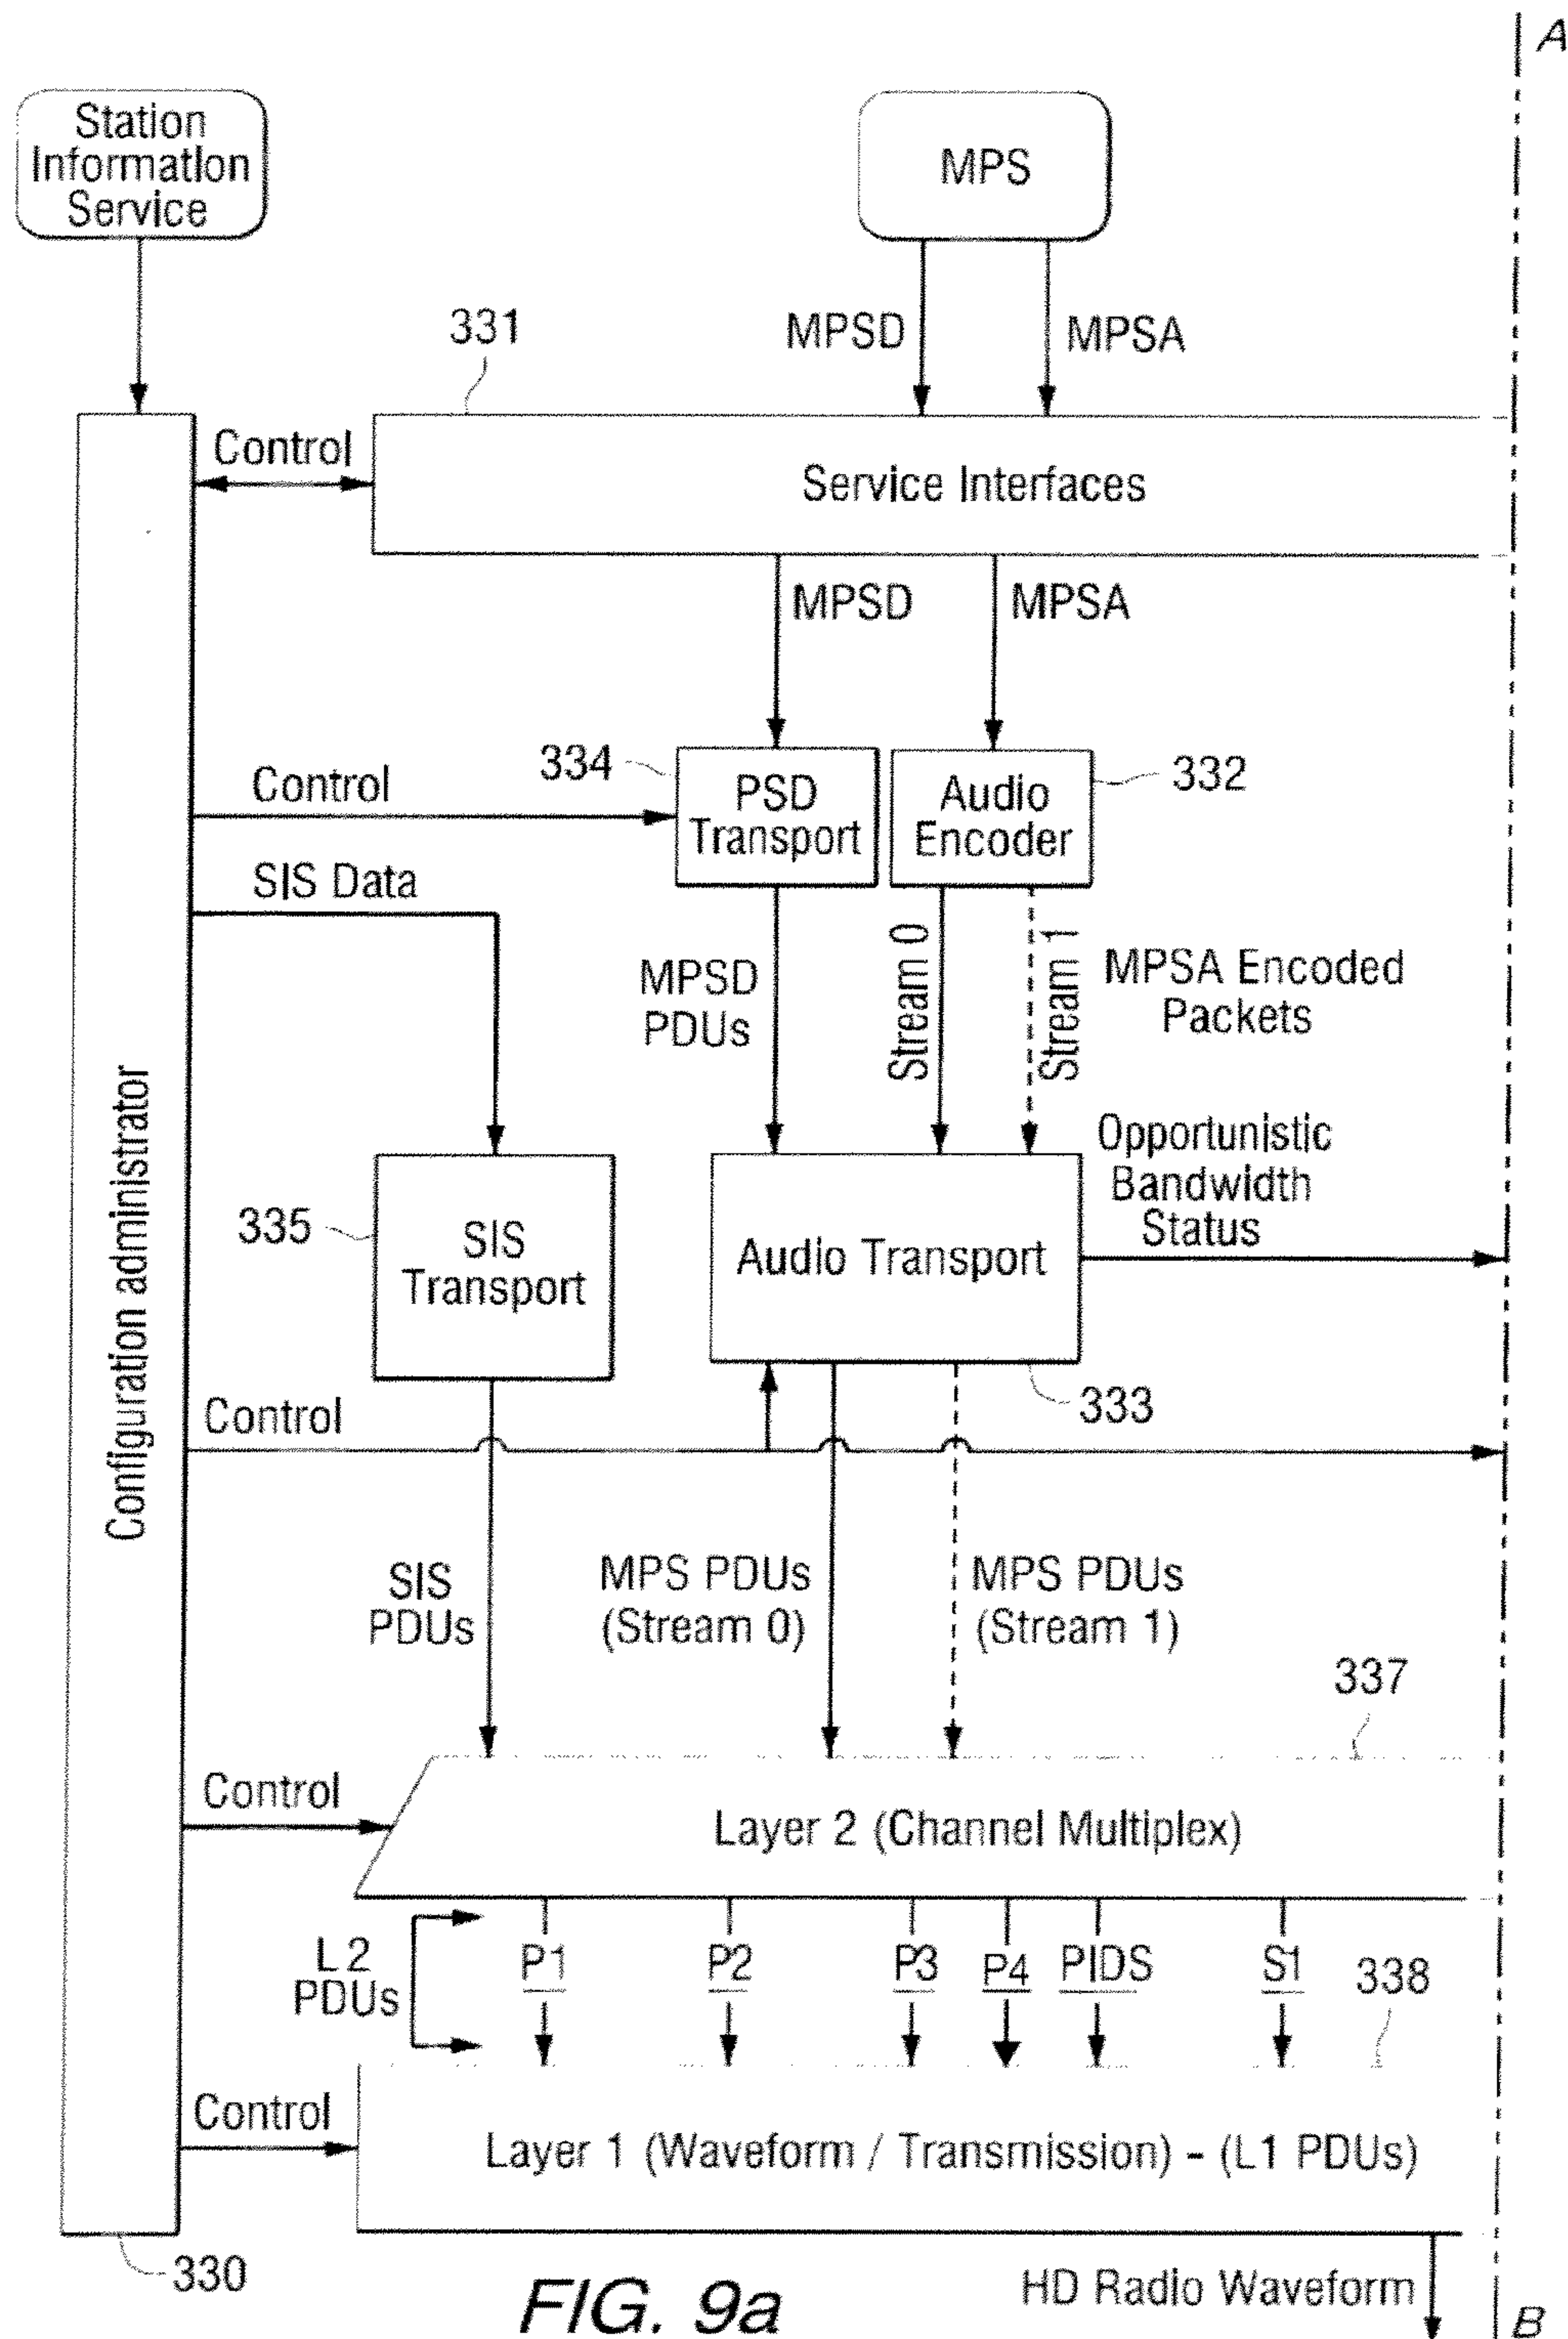 A
Station
Information
Service
MPS
331
MPSD
MPSA
Control
Service Interfaces
MPSD
MPSA
334
PSD
Transport
Audio
Encoder
332
Control
SIS Data
MPSD
PDUs
Stream 0
Stream 1
MPSA Encoded
Packets
Configuration administrator
335
SIS
Transport
Audio Transport
Opportunistic
Bandwidth
Status
333
Control
SIS
PDUs
MPS PDUs
(Stream 0)
MPS PDUs
(Stream 1)
337
Control
Layer 2 (Channel Multiplex)
L2
PDUs
P1
P2
P3
P4
PIDS
S1
338
Control
Layer 1 (Waveform / Transmission) - (L1 PDUs)
330
HD Radio Waveform
FIG. 9a
B